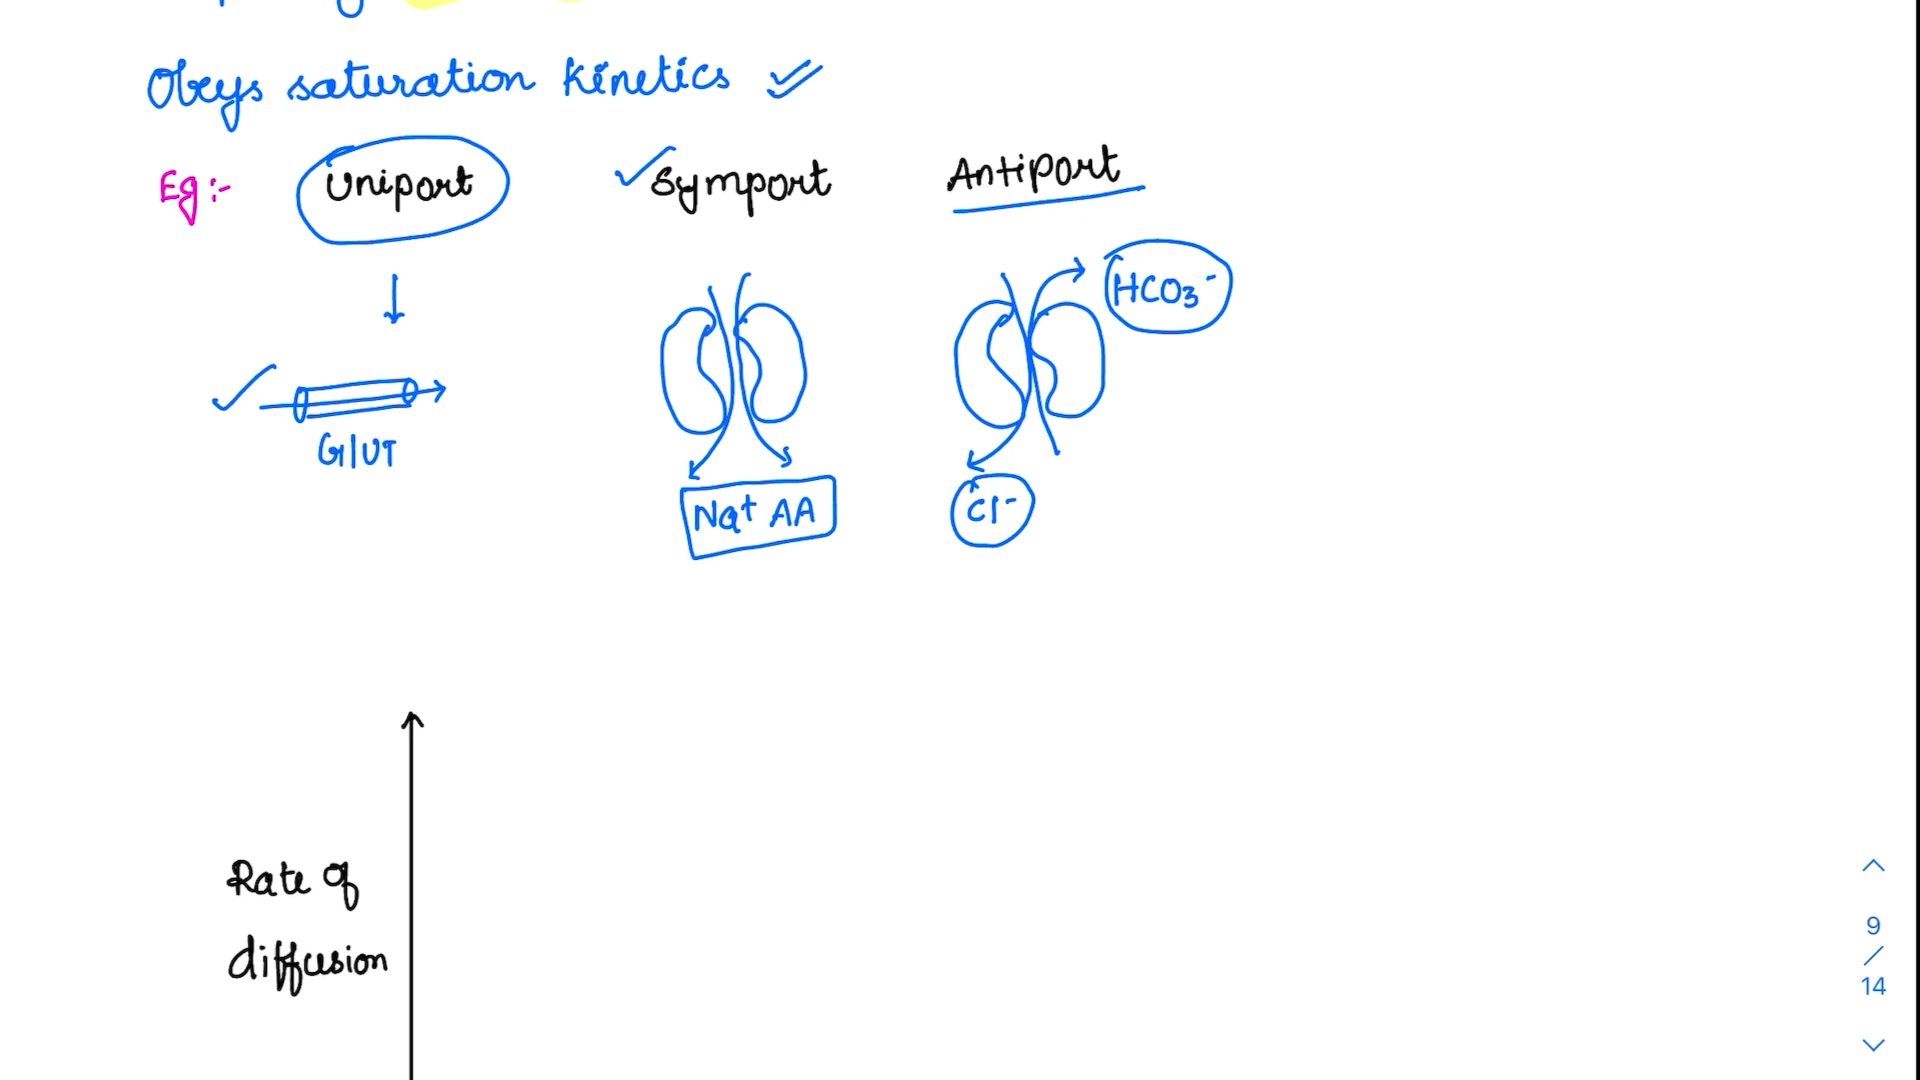 Obeys saturation kinetics
Eg:- Uniport Symport Antiport
HCO3-
GlUT
Na+ AA
Cl-
Rate of
diffusion
9
/
14